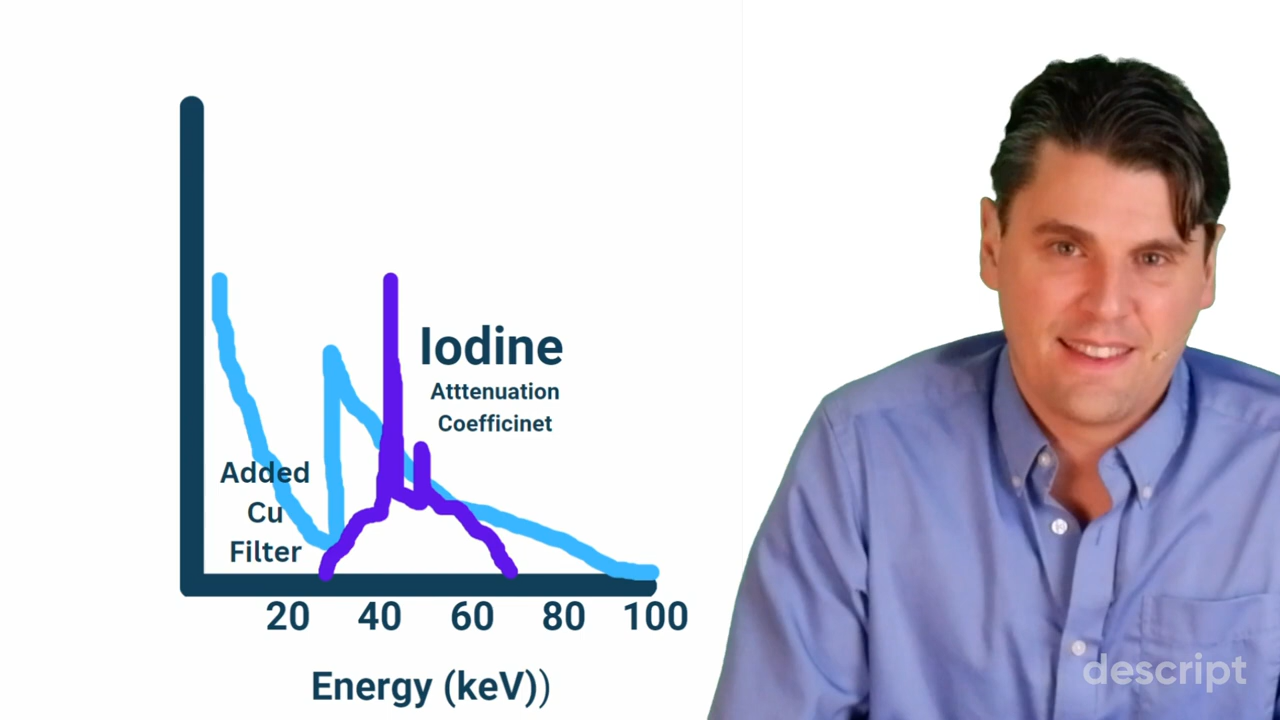 Iodine
Atttenuation
Coefficinet
Added
Cu
Filter
20 40 60 80 100
Energy (keV))
descript